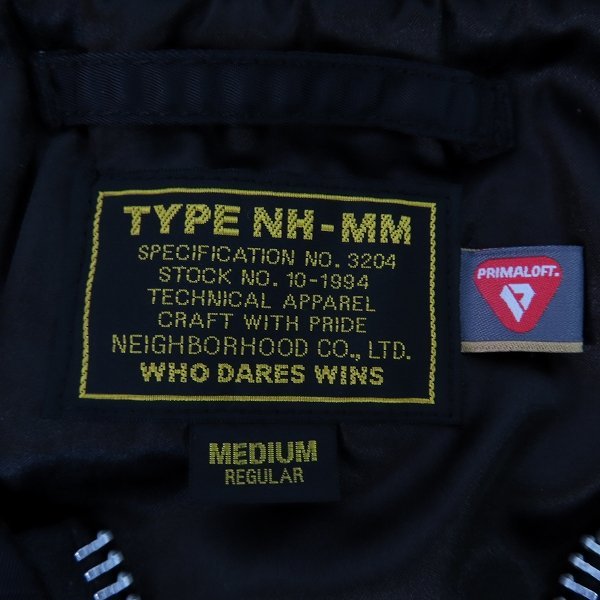 TYPE NH-MM
SPECIFICATION NO. 3204
STOCK NO. 10-1994
TECHNICAL APPAREL
CRAFT WITH PRIDE
NEIGHBORHOOD CO., LTD.
WHO DARES WINS
PRIMALOFT.
MEDIUM
REGULAR